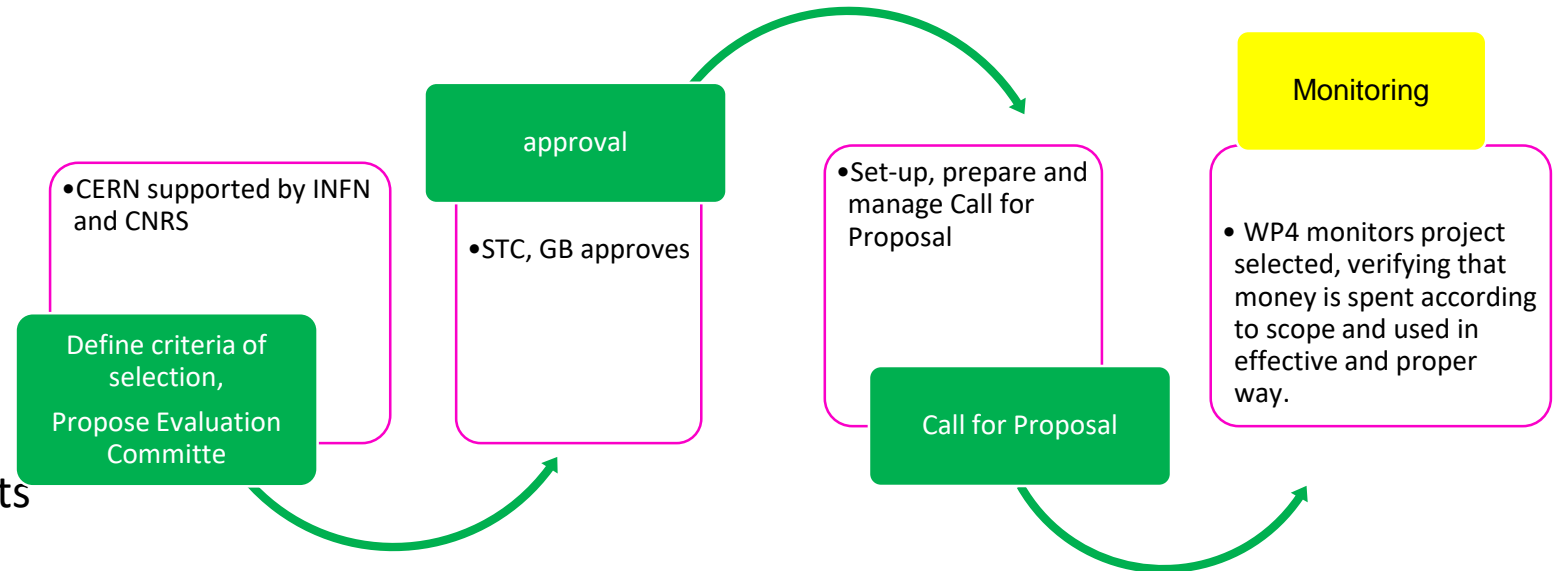 •CERN supported by INFN
and CNRS
Define criteria of
selection,
Propose Evaluation
Committe
ts
approval
•STC, GB approves
•Set-up, prepare and
manage Call for
Proposal
Call for Proposal
Monitoring
• WP4 monitors project
selected, verifying that
money is spent according
to scope and used in
effective and proper
way.